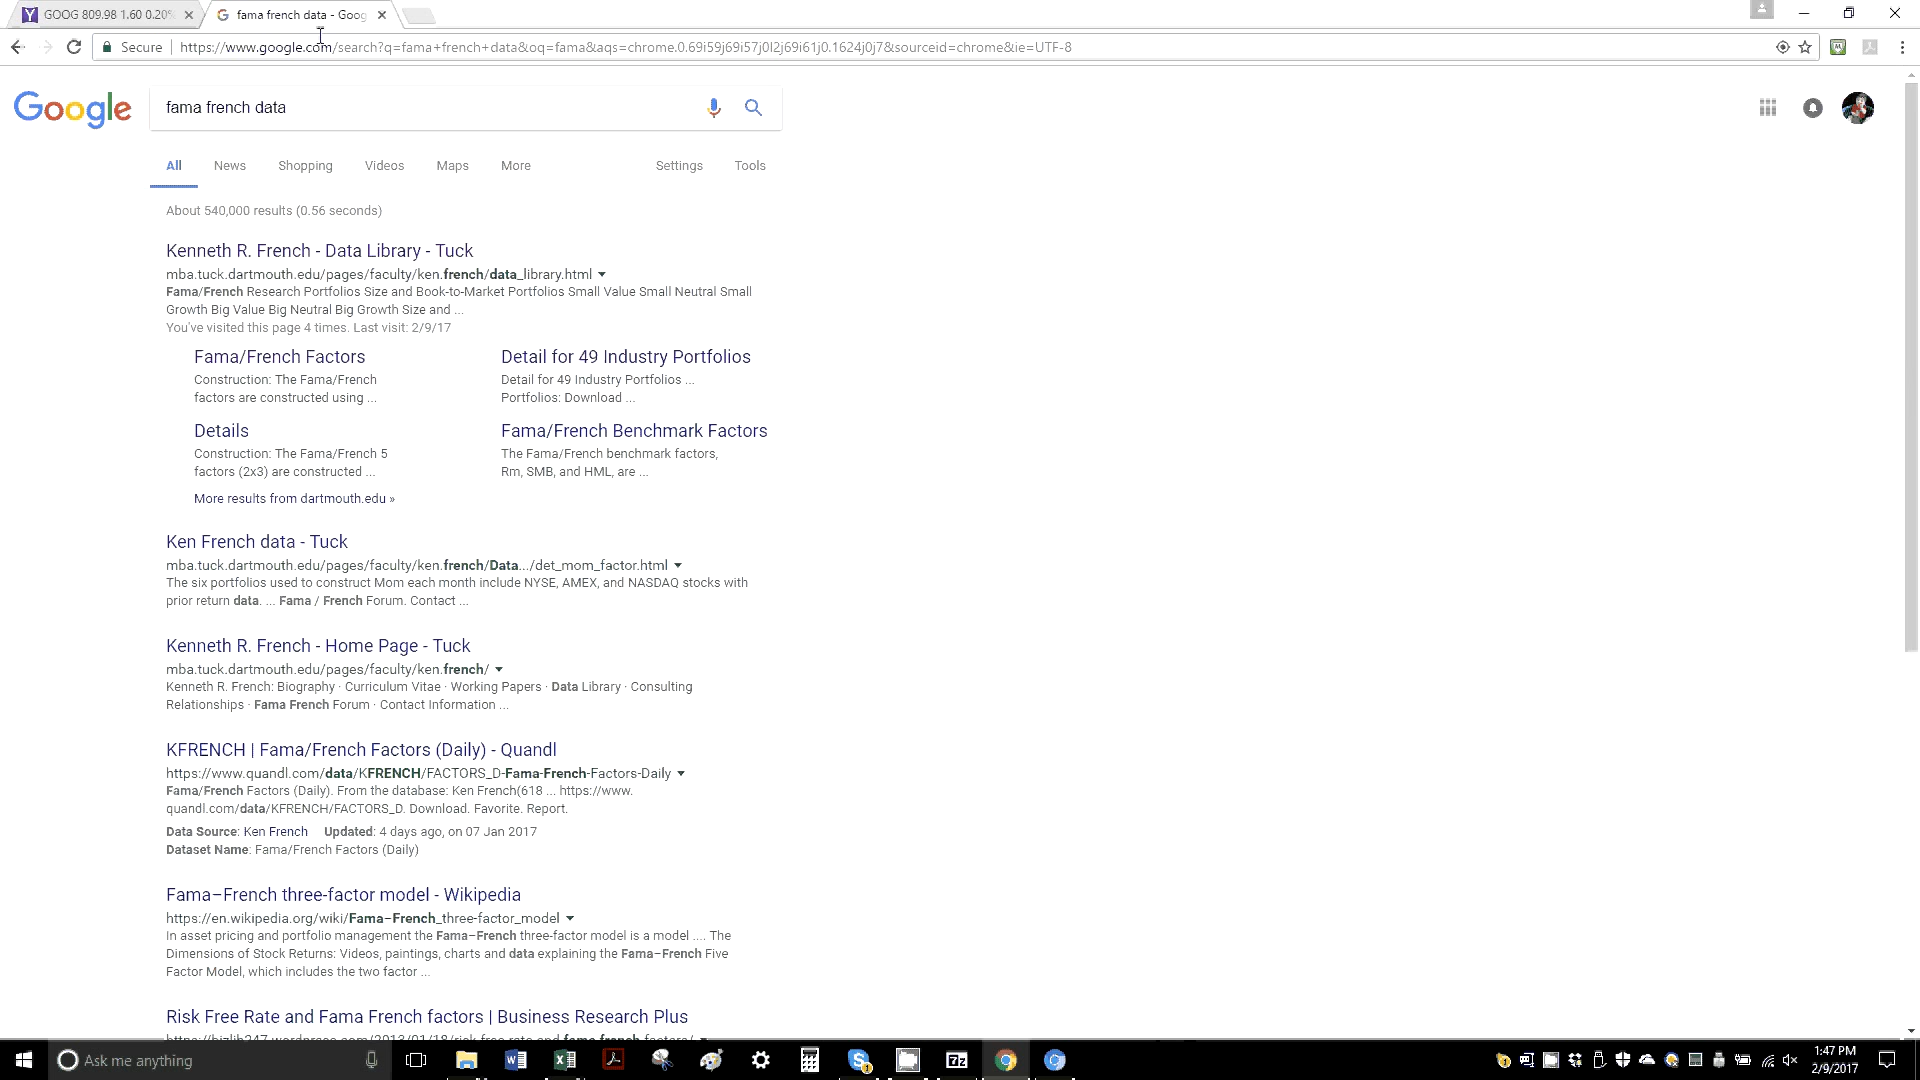 GOOG 809.98 1.60 0.20%
fama french data - Goog
Secure
https://www.google.com/search?q=fama+french+data&oq=fama&aqs=chrome.0.69i59j69i57j0l2j69i61j0.1624j0j7&sourceid=chrome&ie=UTF-8
Google
fama french data
All News Shopping Videos Maps More Settings Tools
About 540,000 results (0.56 seconds)
Kenneth R. French - Data Library - Tuck
mba.tuck.dartmouth.edu/pages/faculty/ken.french/data_library.html
Fama/French Research Portfolios Size and Book-to-Market Portfolios Small Value Small Neutral Small
Growth Big Value Big Neutral Big Growth Size and ...
You've visited this page 4 times. Last visit: 2/9/17
Fama/French Factors
Construction: The Fama/French
factors are constructed using ...
Detail for 49 Industry Portfolios
Detail for 49 Industry Portfolios ...
Portfolios: Download ...
Details
Construction: The Fama/French 5
factors (2x3) are constructed ...
Fama/French Benchmark Factors
The Fama/French benchmark factors,
Rm, SMB, and HML, are ...
More results from dartmouth.edu »
Ken French data - Tuck
mba.tuck.dartmouth.edu/pages/faculty/ken.french/Data.../det_mom_factor.html
The six portfolios used to construct Mom each month include NYSE, AMEX, and NASDAQ stocks with
prior return data. ... Fama / French Forum. Contact ...
Kenneth R. French - Home Page - Tuck
mba.tuck.dartmouth.edu/pages/faculty/ken.french/
Kenneth R. French: Biography · Curriculum Vitae · Working Papers · Data Library · Consulting
Relationships · Fama French Forum · Contact Information ...
KFRENCH | Fama/French Factors (Daily) - Quandl
https://www.quandl.com/data/KFRENCH/FACTORS_D-Fama-French-Factors-Daily
Fama/French Factors (Daily). From the database: Ken French(618 ... https://www.
quandl.com/data/KFRENCH/FACTORS_D. Download. Favorite. Report.
Data Source: Ken French Updated: 4 days ago, on 07 Jan 2017
Dataset Name: Fama/French Factors (Daily)
Fama–French three-factor model - Wikipedia
https://en.wikipedia.org/wiki/Fama–French_three-factor_model
In asset pricing and portfolio management the Fama–French three-factor model is a model .... The
Dimensions of Stock Returns: Videos, paintings, charts and data explaining the Fama–French Five
Factor Model, which includes the two factor ...
Risk Free Rate and Fama French factors | Business Research Plus
https://bizlib247.wordpress.com/2013/01/18/risk-free-rate-and-fama-french-factors/
Ask me anything
7z
1:47 PM
2/9/2017